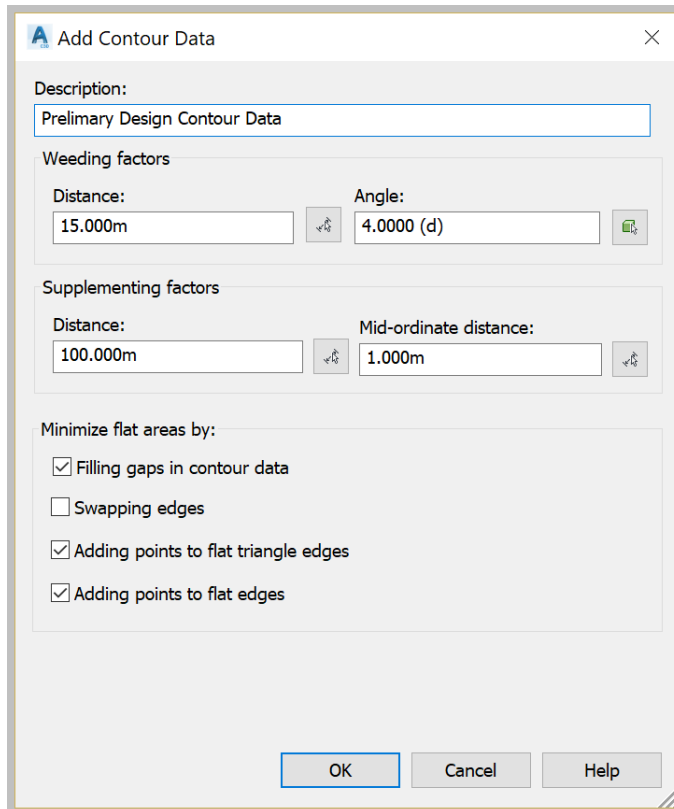 Add Contour Data
Description:
Prelimary Design Contour Data
Weeding factors
Distance: Angle:
15.000m 4.0000 (d)
Supplementing factors
Distance: Mid-ordinate distance:
100.000m 1.000m
Minimize flat areas by:
Filling gaps in contour data
Swapping edges
Adding points to flat triangle edges
Adding points to flat edges
OK Cancel Help